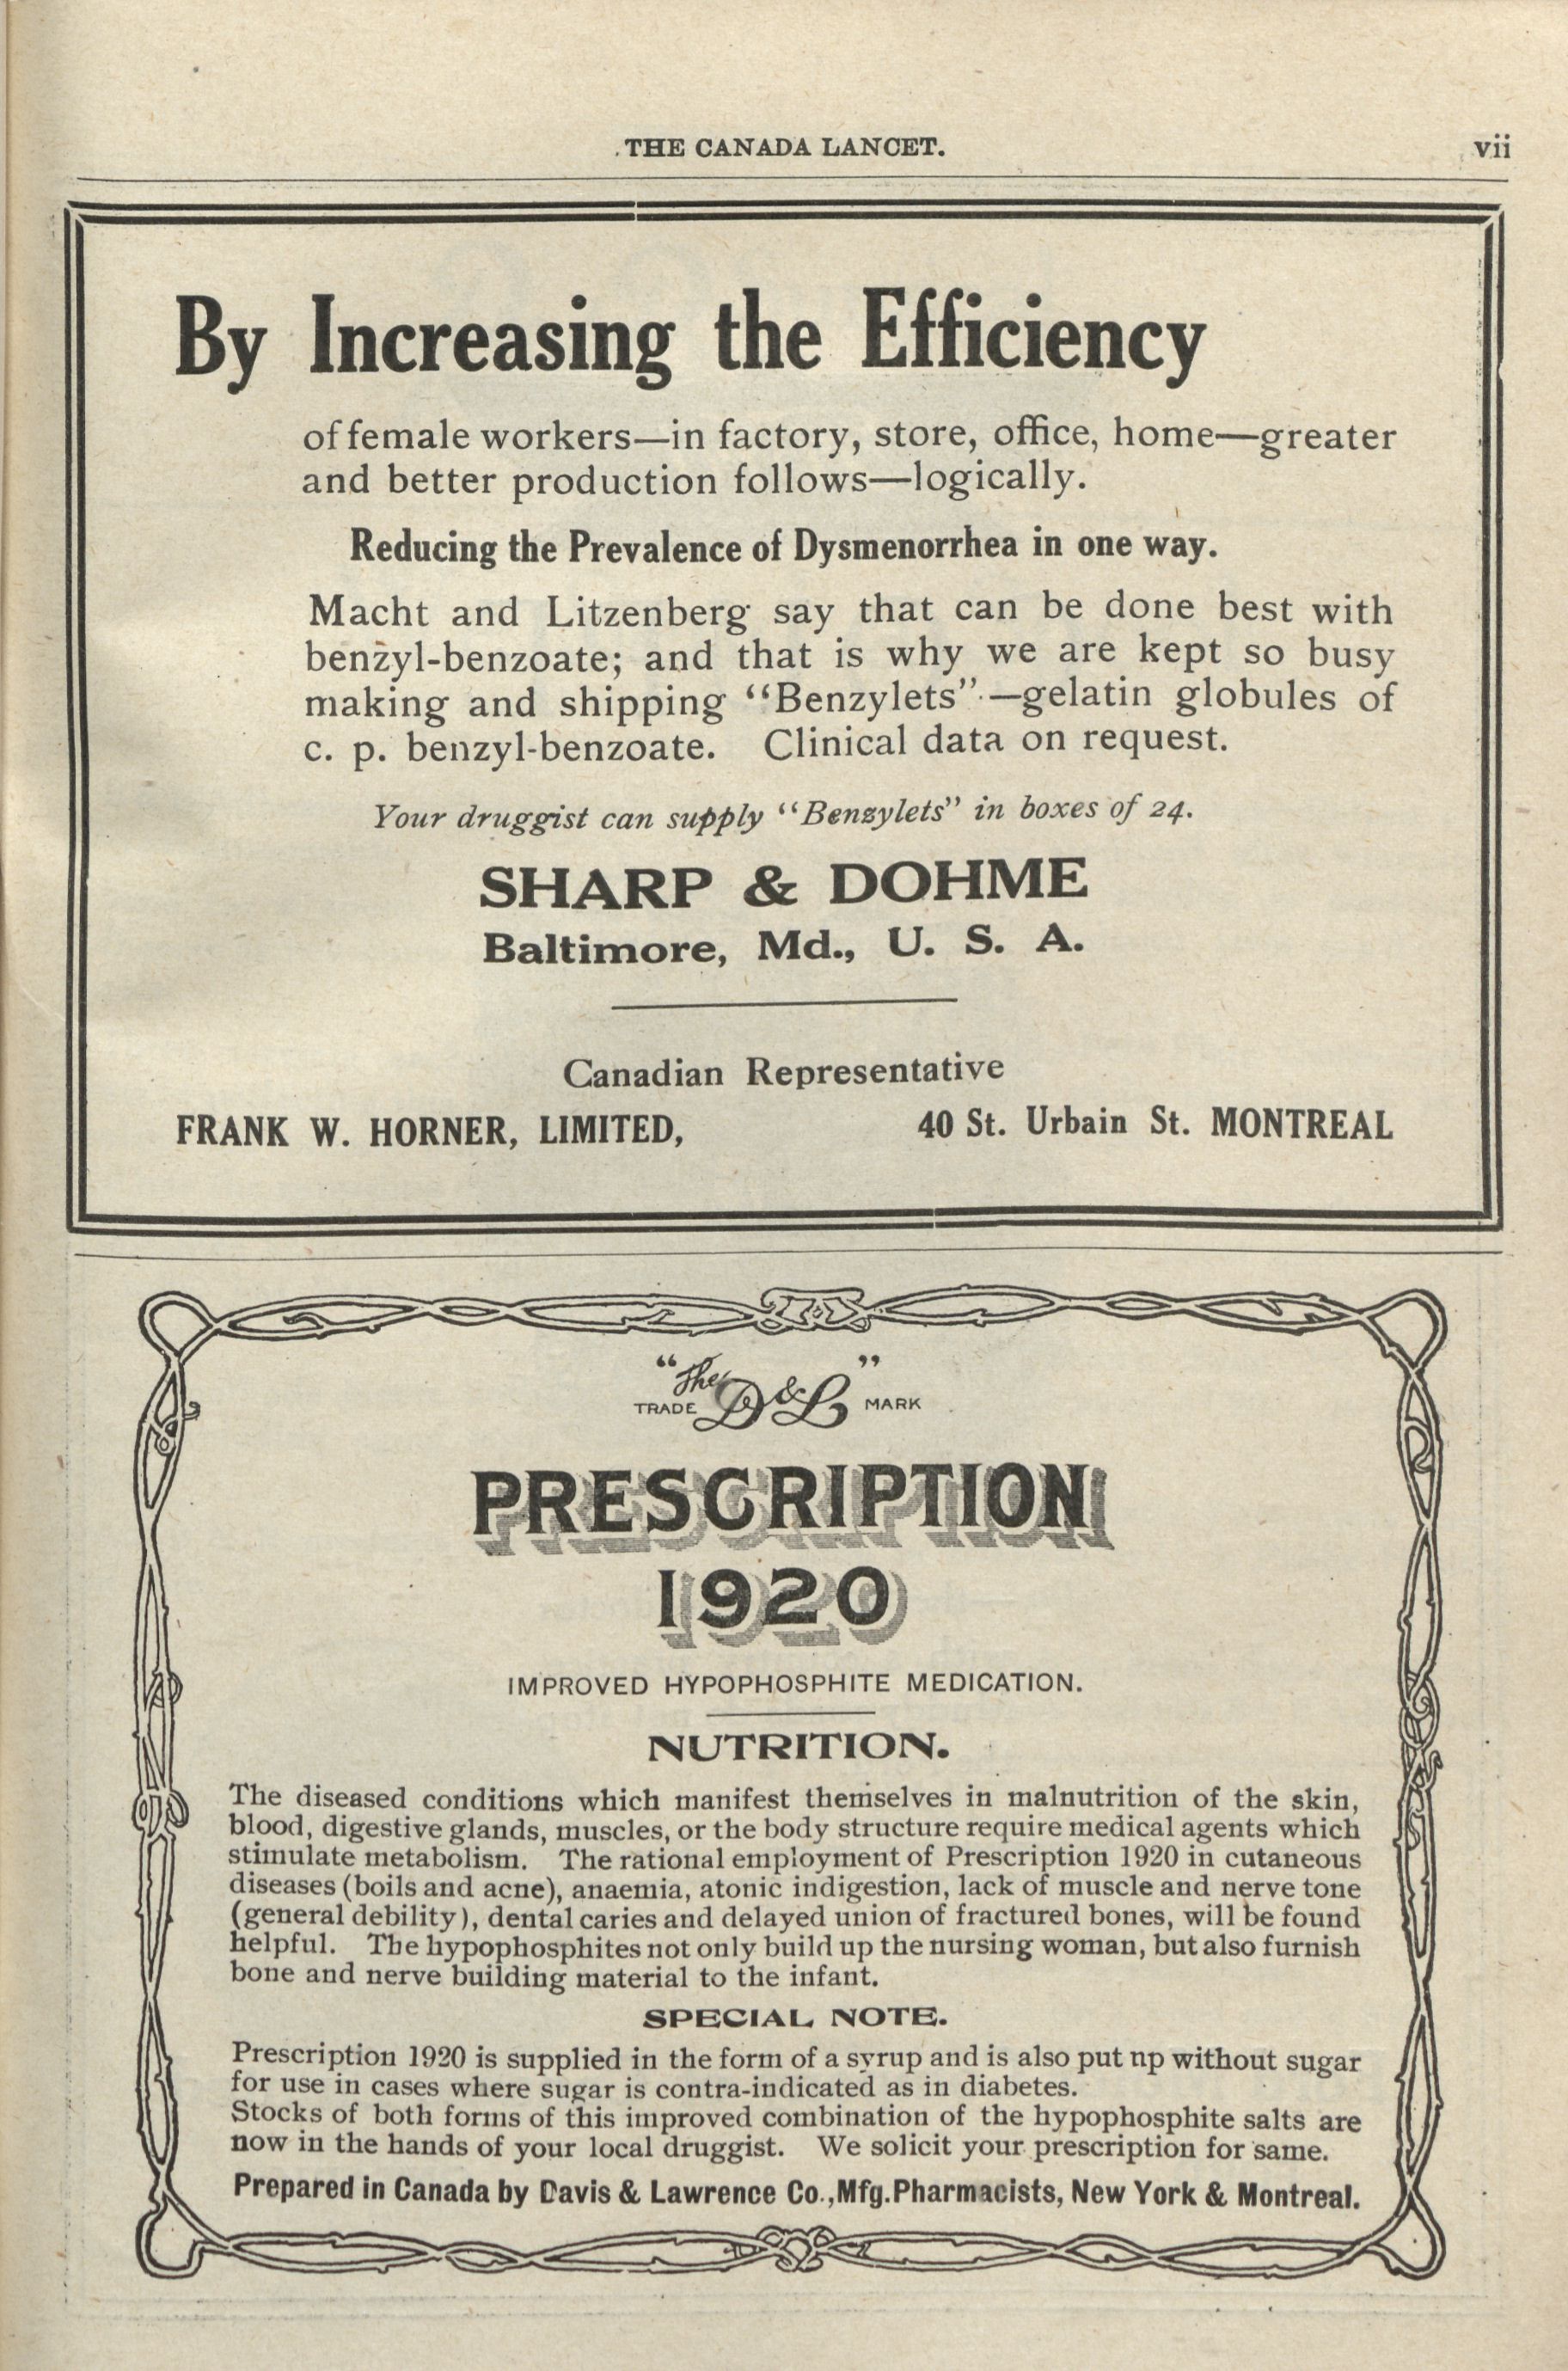 THE CANADA LANCET. vii
By Increasing the Efficiency
of female workers—in factory, store, office, home—greater
and better production follows—logically.
Reducing the Prevalence of Dysmenorrhea in one way.
Macht and Litzenberg say that can be done best with
benzyl-benzoate; and that is why we are kept so busy
making and shipping “Benzylets”—gelatin globules of
c. p. benzyl-benzoate. Clinical data on request.
Your druggist can supply “Benzylets” in boxes of 24.
SHARP & DOHME
Baltimore, Md., U. S. A.
Canadian Representative
FRANK W. HORNER, LIMITED, 40 St. Urbain St. MONTREAL
“The D & L”
TRADE MARK
PRESCRIPTION
1920
IMPROVED HYPOPHOSPHITE MEDICATION.
NUTRITION.
The diseased conditions which manifest themselves in malnutrition of the skin,
blood, digestive glands, muscles, or the body structure require medical agents which
stimulate metabolism. The rational employment of Prescription 1920 in cutaneous
diseases (boils and acne), anaemia, atonic indigestion, lack of muscle and nerve tone
(general debility), dental caries and delayed union of fractured bones, will be found
helpful. The hypophosphites not only build up the nursing woman, but also furnish
bone and nerve building material to the infant.
SPECIAL NOTE.
Prescription 1920 is supplied in the form of a syrup and is also put np without sugar
for use in cases where sugar is contra-indicated as in diabetes.
Stocks of both forms of this improved combination of the hypophosphite salts are
now in the hands of your local druggist. We solicit your prescription for same.
Prepared in Canada by Davis & Lawrence Co., Mfg. Pharmacists, New York & Montreal.